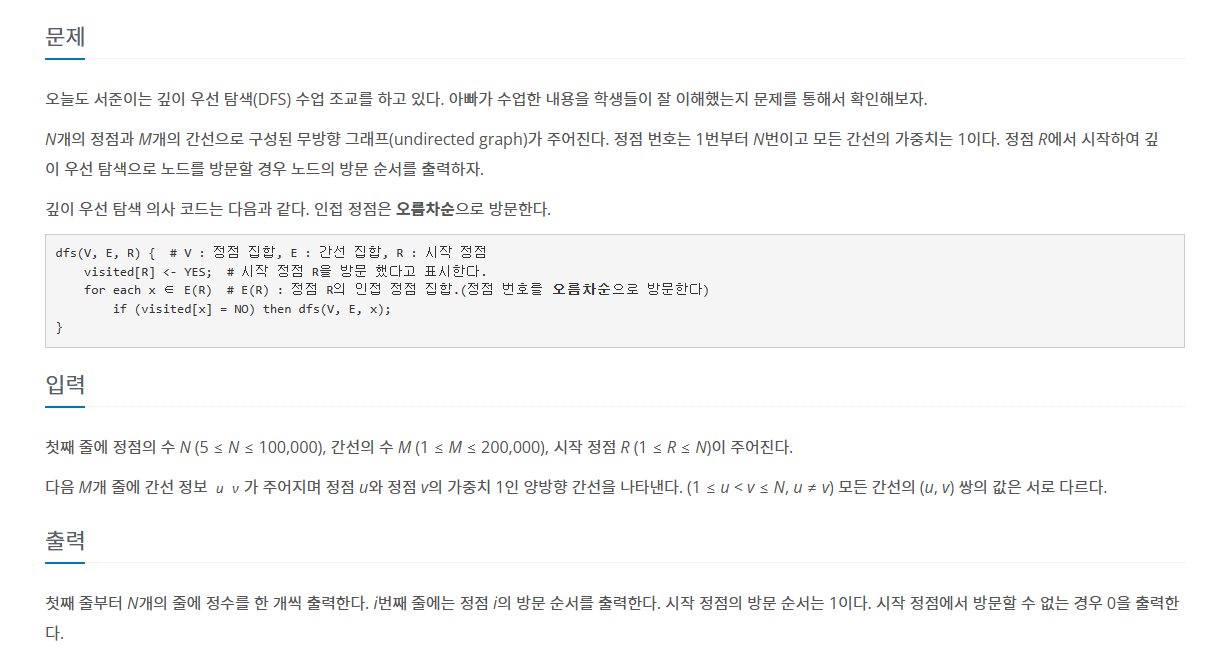 문제
오늘도 서준이는 깊이 우선 탐색(DFS) 수업 조교를 하고 있다. 아빠가 수업한 내용을 학생들이 잘 이해했는지 문제를 통해서 확인해보자.
N개의 정점과 M개의 간선으로 구성된 무방향 그래프(undirected graph)가 주어진다. 정점 번호는 1번부터 N번이고 모든 간선의 가중치는 1이다. 정점 R에서 시작하여 깊
이 우선 탐색으로 노드를 방문할 경우 노드의 방문 순서를 출력하자.
깊이 우선 탐색 의사 코드는 다음과 같다. 인접 정점은 오름차순으로 방문한다.
dfs(V, E, R) {  # V : 정점 집합, E : 간선 집합, R : 시작 정점
    visited[R] <- YES;  # 시작 정점 R을 방문 했다고 표시한다.
    for each x ∈ E(R)  # E(R) : 정점 R의 인접 정점 집합.(정점 번호를 오름차순으로 방문한다)
        if (visited[x] = NO) then dfs(V, E, x);
}
입력
첫째 줄에 정점의 수 N (5 ≤ N ≤ 100,000), 간선의 수 M (1 ≤ M ≤ 200,000), 시작 정점 R (1 ≤ R ≤ N)이 주어진다.
다음 M개 줄에 간선 정보 u v 가 주어지며 정점 u와 정점 v의 가중치 1인 양방향 간선을 나타낸다. (1 ≤ u < v ≤ N, u ≠ v) 모든 간선의 (u, v) 쌍의 값은 서로 다르다.
출력
첫째 줄부터 N개의 줄에 정수를 한 개씩 출력한다. i번째 줄에는 정점 i의 방문 순서를 출력한다. 시작 정점의 방문 순서는 1이다. 시작 정점에서 방문할 수 없는 경우 0을 출력한
다.